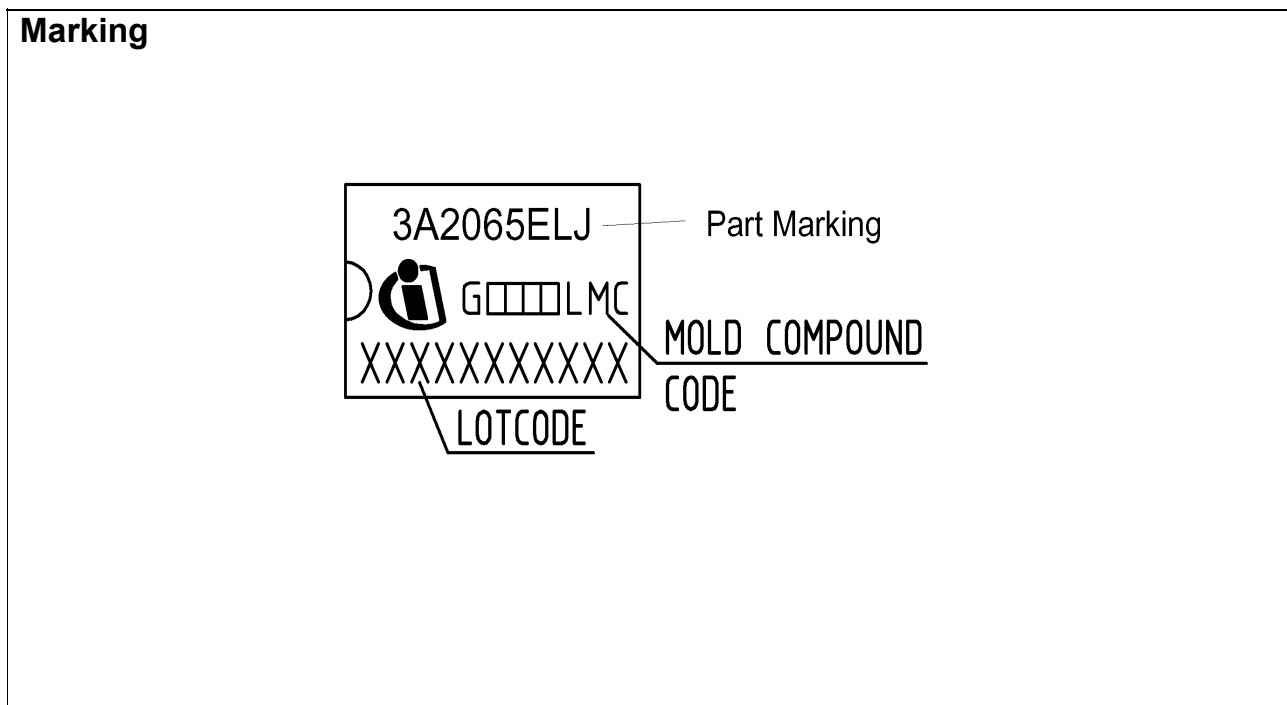 Marking
3A2065ELJ
Part Marking
G□□□□LMC
MOLD COMPOUND
CODE
XXXXXXXXXXX
LOTCODE